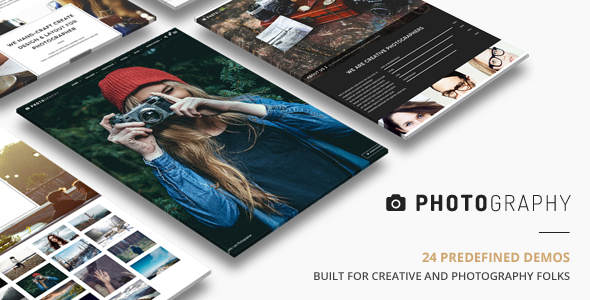 WE HAND-CRAFT CREATE
DESIGN & LAYOUT FOR
PHOTOGRAPHER
ABOUT US
WE ARE CREATIVE PHOTOGRAPHERS
PHOTOGRAPHY
PHOTOGRAPHY
24 PREDEFINED DEMOS
BUILT FOR CREATIVE AND PHOTOGRAPHY FOLKS